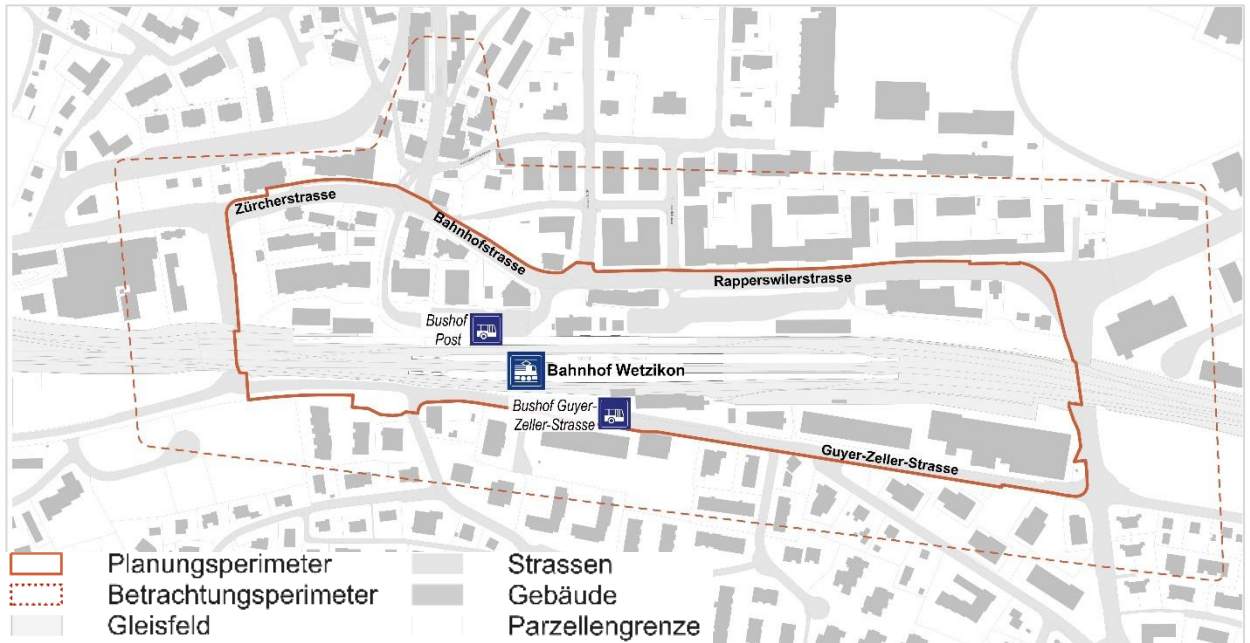 Zürcherstrasse
Bahnhofstrasse
Rapperswilerstrasse
Bushof
Post
Bahnhof Wetzikon
Bushof Guyer-
Zeller-Strasse
Guyer-Zeller-Strasse
Planungsperimeter
Betrachtungsperimeter
Gleisfeld
Strassen
Gebäude
Parzellengrenze